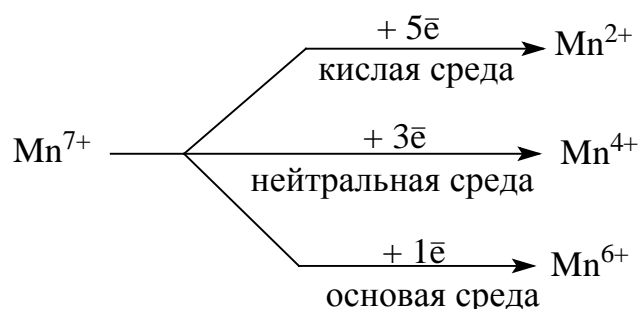 + 5ē
Mn²⁺
кислая среда
Mn⁷⁺
+ 3ē
Mn⁴⁺
нейтральная среда
+ 1ē
Mn⁶⁺
основая среда